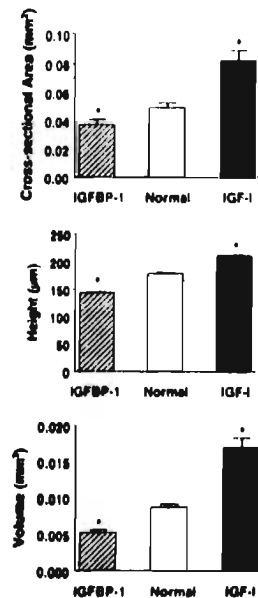 Cross-sectional Area (mm²)
0.10
0.08
0.06
0.04
0.02
0.00
IGFBP-1 Normal IGF-I
Height (μm)
250
200
150
100
50
0
IGFBP-1 Normal IGF-I
Volume (mm³)
0.020
0.015
0.010
0.005
0.000
IGFBP-1 Normal IGF-I